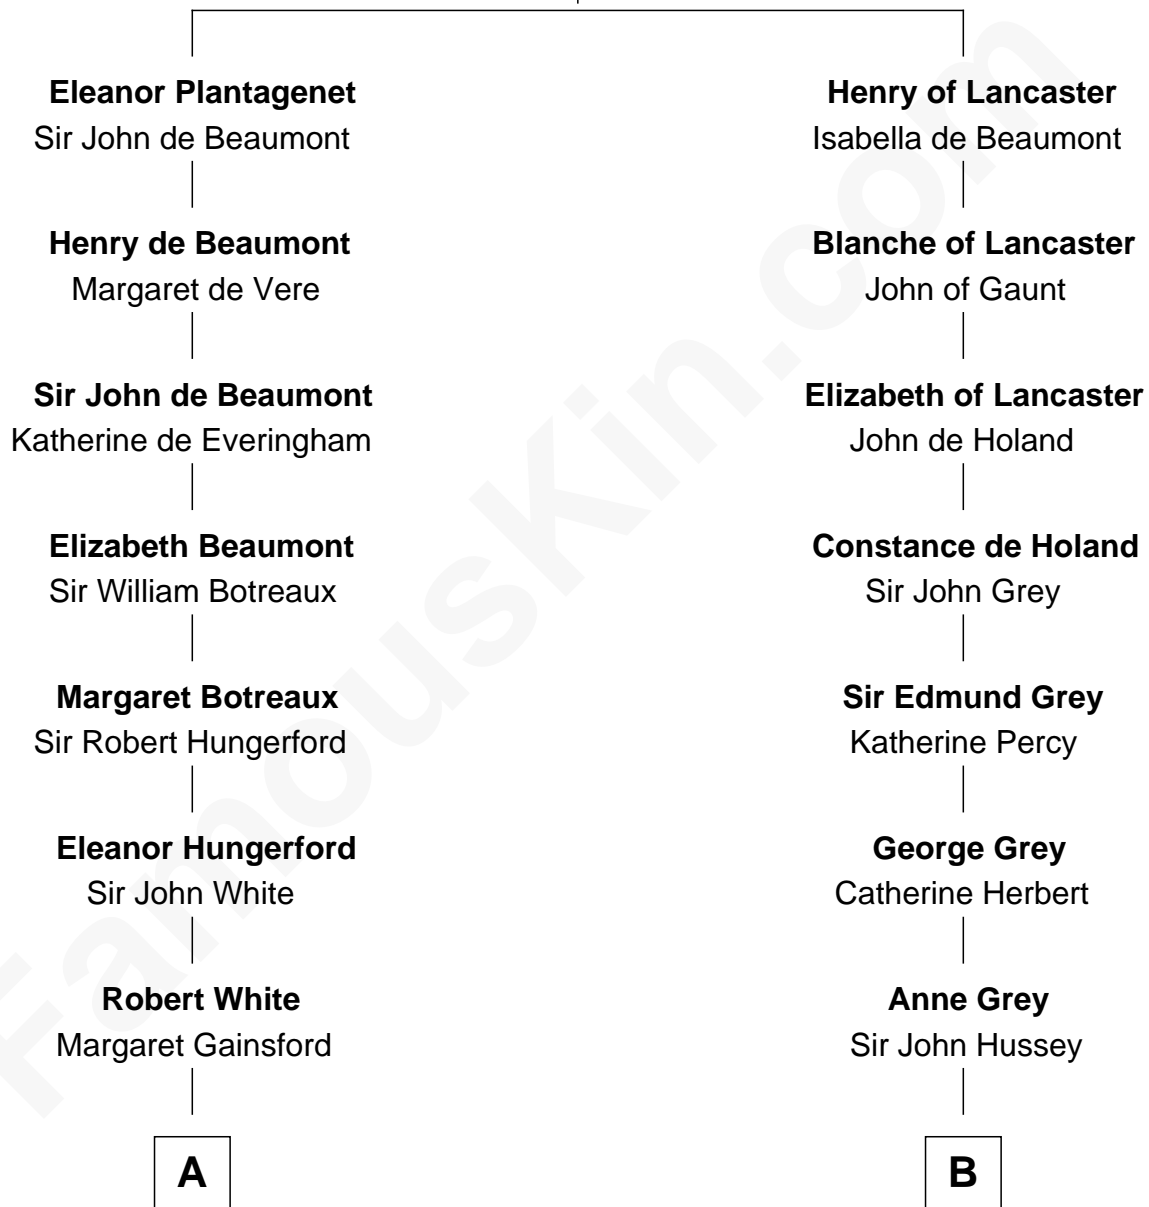 Eleanor Plantagenet
Sir John de Beaumont
Henry de Beaumont
Margaret de Vere
Sir John de Beaumont
Katherine de Everingham
Elizabeth Beaumont
Sir William Botreaux
Margaret Botreaux
Sir Robert Hungerford
Eleanor Hungerford
Sir John White
Robert White
Margaret Gainsford
A
Henry of Lancaster
Isabella de Beaumont
Blanche of Lancaster
John of Gaunt
Elizabeth of Lancaster
John de Holand
Constance de Holand
Sir John Grey
Sir Edmund Grey
Katherine Percy
George Grey
Catherine Herbert
Anne Grey
Sir John Hussey
B
FamousKin.com